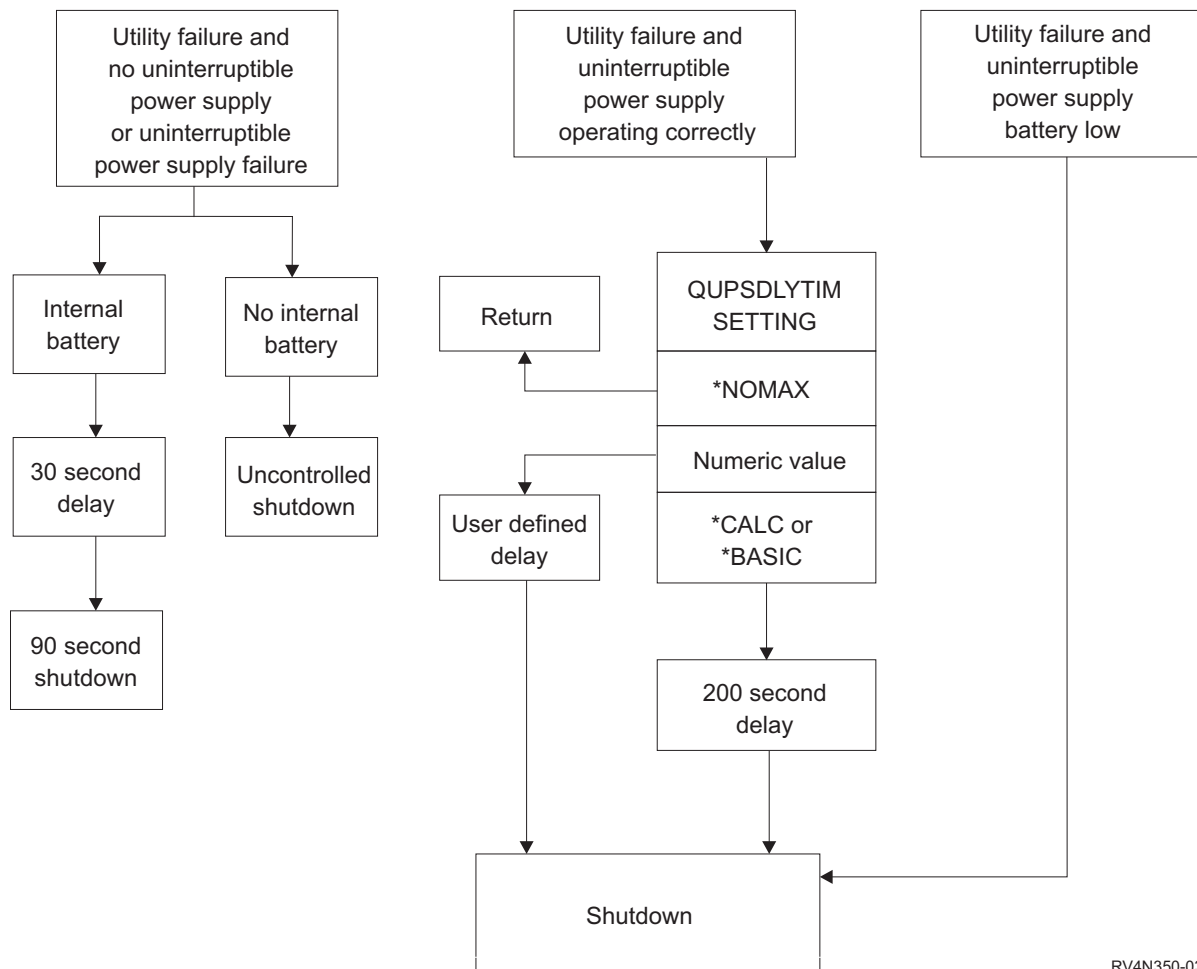 Utility failure and
no uninterruptible
power supply
or uninterruptible
power supply failure
Utility failure and
uninterruptible
power supply
operating correctly
Utility failure and
uninterruptible
power supply
battery low
Internal
battery
No internal
battery
Return
QUPSDLYTIM
SETTING
*NOMAX
Numeric value
*CALC or
*BASIC
30 second
delay
Uncontrolled
shutdown
User defined
delay
90 second
shutdown
200 second
delay
Shutdown